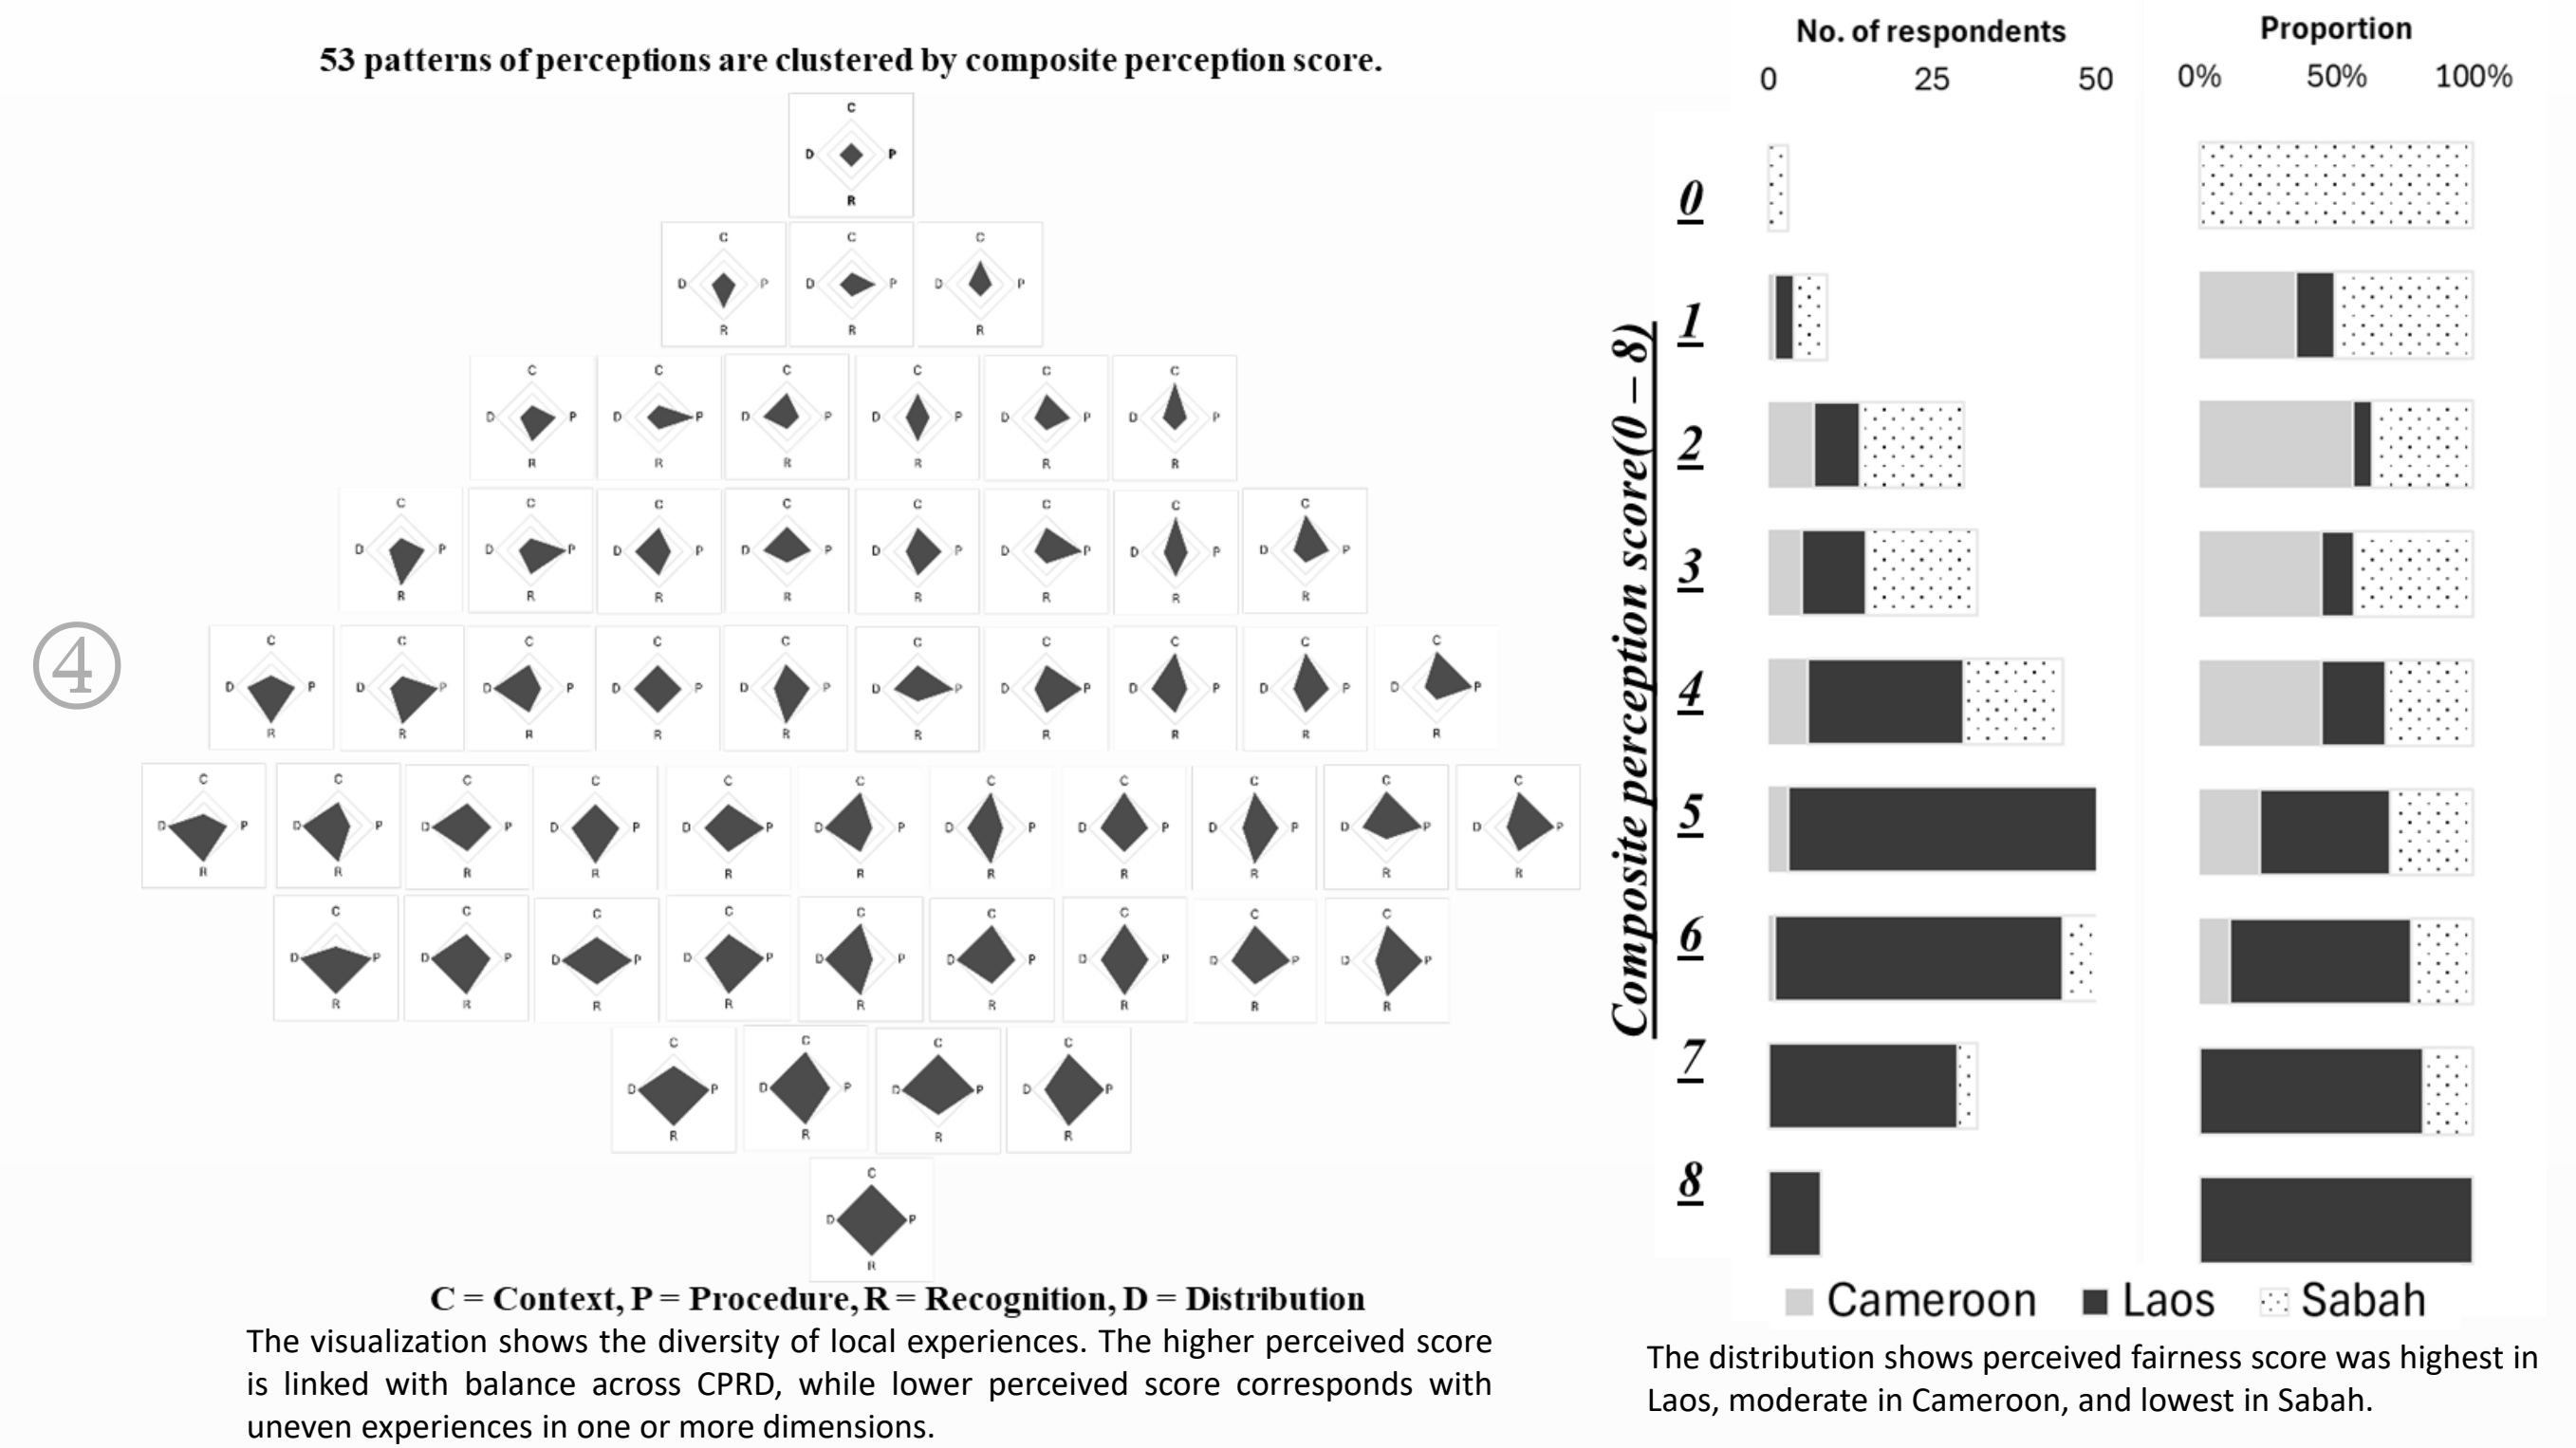 53 patterns of perceptions are clustered by composite perception score.
No. of respondents
0 25 50
Proportion
0% 50% 100%
④
C
D P
R
C C C
D P D P D P
R R R
C C C C C C
D P D P D P D P D P D P
R R R R R R
C C C C C C C C
D P D P D P D P D P D P D P D P
R R R R R R R R
C C C C C C C C C C
D P D P D P D P D P D P D P D P D P D P
R R R R R R R R R R
C C C C C C C C C C C
D P D P D P D P D P D P D P D P D P D P D P
R R R R R R R R R R R
C C C C C C C C C
D P D P D P D P D P D P D P D P D P
R R R R R R R R R
C C C C
D P D P D P D P
R R R R
C
D P
R
Composite perception score(0 – 8)
0
1
2
3
4
5
6
7
8
Cameroon Laos Sabah
C = Context, P = Procedure, R = Recognition, D = Distribution
The visualization shows the diversity of local experiences. The higher perceived score
is linked with balance across CPRD, while lower perceived score corresponds with
uneven experiences in one or more dimensions.
The distribution shows perceived fairness score was highest in
Laos, moderate in Cameroon, and lowest in Sabah.